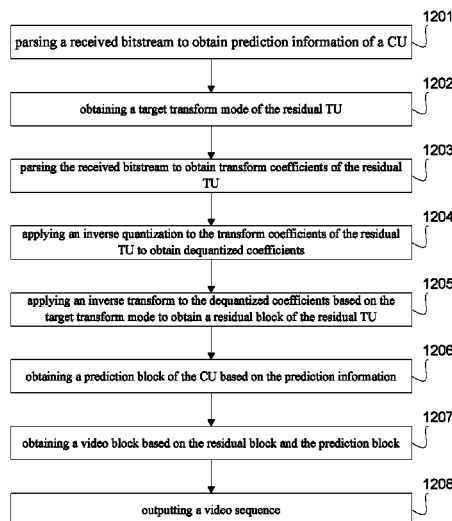 1201
parsing a received bitstream to obtain prediction information of a CU
1202
obtaining a target transform mode of the residual TU
1203
parsing the received bitstream to obtain transform coefficients of the residual
TU
1204
applying an inverse quantization to the transform coefficients of the residual
TU to obtain dequantized coefficients
1205
applying an inverse transform to the dequantized coefficients based on the
target transform mode to obtain a residual block of the residual TU
1206
obtaining a prediction block of the CU based on the prediction information
1207
obtaining a video block based on the residual block and the prediction block
1208
outputting a video sequence